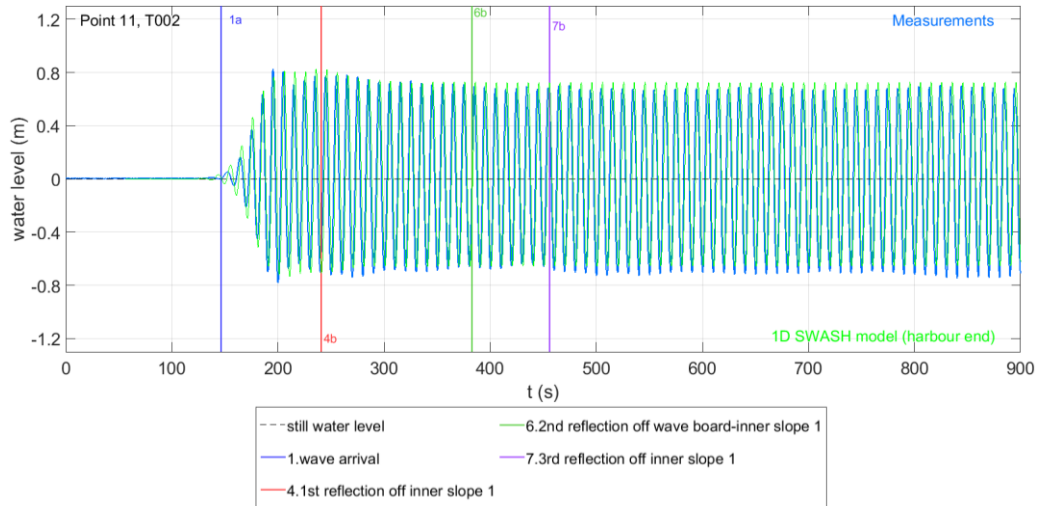 Point 11, T002
1a
6b
7b
Measurements
1.2
0.8
0.4
0
-0.4
-0.8
-1.2
water level (m)
4b
1D SWASH model (harbour end)
0 100 200 300 400 500 600 700 800 900
t (s)
still water level
1.wave arrival
4.1st reflection off inner slope 1
6.2nd reflection off wave board-inner slope 1
7.3rd reflection off inner slope 1